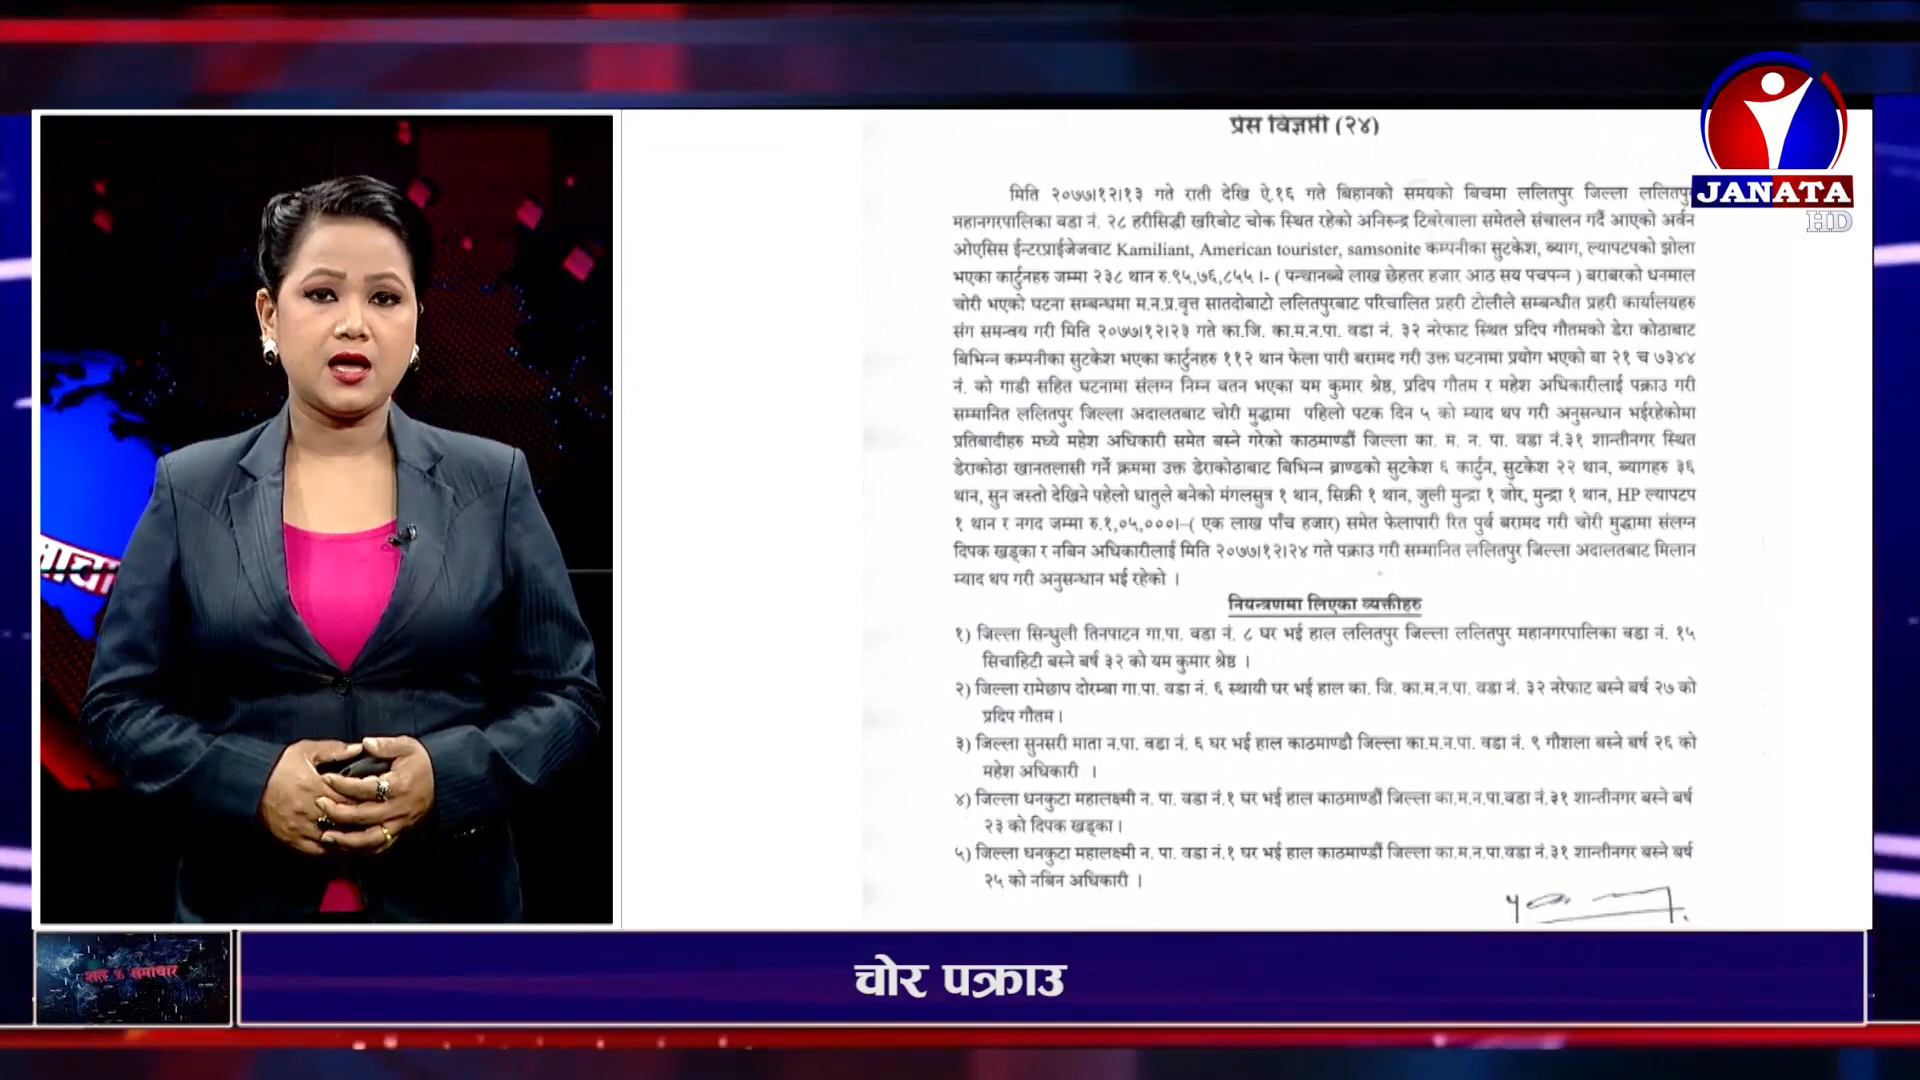 JANATA
HD
प्रेस विज्ञप्ती (२४)
मिति २०७७।१२।१३ गते राती देखि ऐ.१६ गते बिहानको समयको बिचमा ललितपुर जिल्ला ललितपुर
महानगरपालिका वडा नं. २८ हरीसिद्धी खरिबोट चोक स्थित रहेको अनिरुन्द्र टिवरेवाला समेतले संचालन गर्दै आएको अर्वन
ओएसिस ईन्टरप्राईजेजवाट Kamiliant, American tourister, samsonite कम्पनीका सुटकेश, ब्याग, ल्यापटपको झोला
भएका कार्टुनहरु जम्मा २३८ थान रु.९५,७६,८५५।- ( पन्चानब्बे लाख छेहत्तर हजार आठ सय पचपन्न ) बराबरको धनमाल
चोरी भएको घटना सम्बन्धमा म.न.प्र.वृत्त सातदोबाटो ललितपुरबाट परिचालित प्रहरी टोलीले सम्बन्धीत प्रहरी कार्यालयहरु
संग समन्वय गरी मिति २०७७।१२।२३ गते का.जि. का.म.न.पा. वडा नं. ३२ नरेफाट स्थित प्रदिप गौतमको डेरा कोठाबाट
बिभिन्न कम्पनीका सुटकेश भएका कार्टुनहरु ११२ थान फेला पारी बरामद गरी उक्त घटनामा प्रयोग भएको बा २१ च ७३४४
नं. को गाडी सहित घटनामा संलग्न निम्न बतन भएका यम कुमार श्रेष्ठ, प्रदिप गौतम र महेश अधिकारीलाई पक्राउ गरी
सम्मानित ललितपुर जिल्ला अदालतबाट चोरी मुद्धामा पहिलो पटक दिन ५ को म्याद थप गरी अनुसन्धान भईरहेकोमा
प्रतिबादीहरु मध्ये महेश अधिकारी समेत बस्ने गरेको काठमाण्डौं जिल्ला का. म. न. पा. वडा नं.३१ शान्तीनगर स्थित
डेराकोठा खानतलासी गर्ने क्रममा उक्त डेराकोठाबाट बिभिन्न ब्राण्डको सुटकेश ६ कार्टुन, सुटकेश २२ थान, ब्यागहरु ३६
थान, सुन जस्तो देखिने पहेलो धातुले बनेको मंगलसुत्र १ थान, सिक्री १ थान, जुली मुन्द्रा १ जोर, मुन्द्रा १ थान, HP ल्यापटप
१ थान र नगद जम्मा रु.१,०५,०००।–( एक लाख पाँच हजार) समेत फेलापारी रित पुर्व बरामद गरी चोरी मुद्धामा संलग्न
दिपक खड्का र नबिन अधिकारीलाई मिति २०७७।१२।२४ गते पक्राउ गरी सम्मानित ललितपुर जिल्ला अदालतबाट मिलान
म्याद थप गरी अनुसन्धान भई रहेको ।
नियन्त्रणमा लिएका व्यक्तीहरु
१) जिल्ला सिन्धुली तिनपाटन गा.पा. वडा नं. ८ घर भई हाल ललितपुर जिल्ला ललितपुर महानगरपालिका वडा नं. १५
सिचाहिटी बस्ने बर्ष ३२ को यम कुमार श्रेष्ठ ।
२) जिल्ला रामेछाप दोरम्बा गा.पा. वडा नं. ६ स्थायी घर भई हाल का. जि. का.म.न.पा. वडा नं. ३२ नरेफाट बस्ने बर्ष २७ को
प्रदिप गौतम ।
३) जिल्ला सुनसरी माता न.पा. वडा नं. ६ घर भई हाल काठमाण्डौ जिल्ला का.म.न.पा. वडा नं. ९ गौशला बस्ने बर्ष २६ को
महेश अधिकारी ।
४) जिल्ला धनकुटा महालक्ष्मी न. पा. वडा नं.१ घर भई हाल काठमाण्डौं जिल्ला का.म.न.पा.वडा नं.३१ शान्तीनगर बस्ने बर्ष
२३ को दिपक खड्का ।
५) जिल्ला धनकुटा महालक्ष्मी न. पा. वडा नं.१ घर भई हाल काठमाण्डौं जिल्ला का.म.न.पा.वडा नं.३१ शान्तीनगर बस्ने बर्ष
२५ को नबिन अधिकारी ।
समाचार
चोर पक्राउ